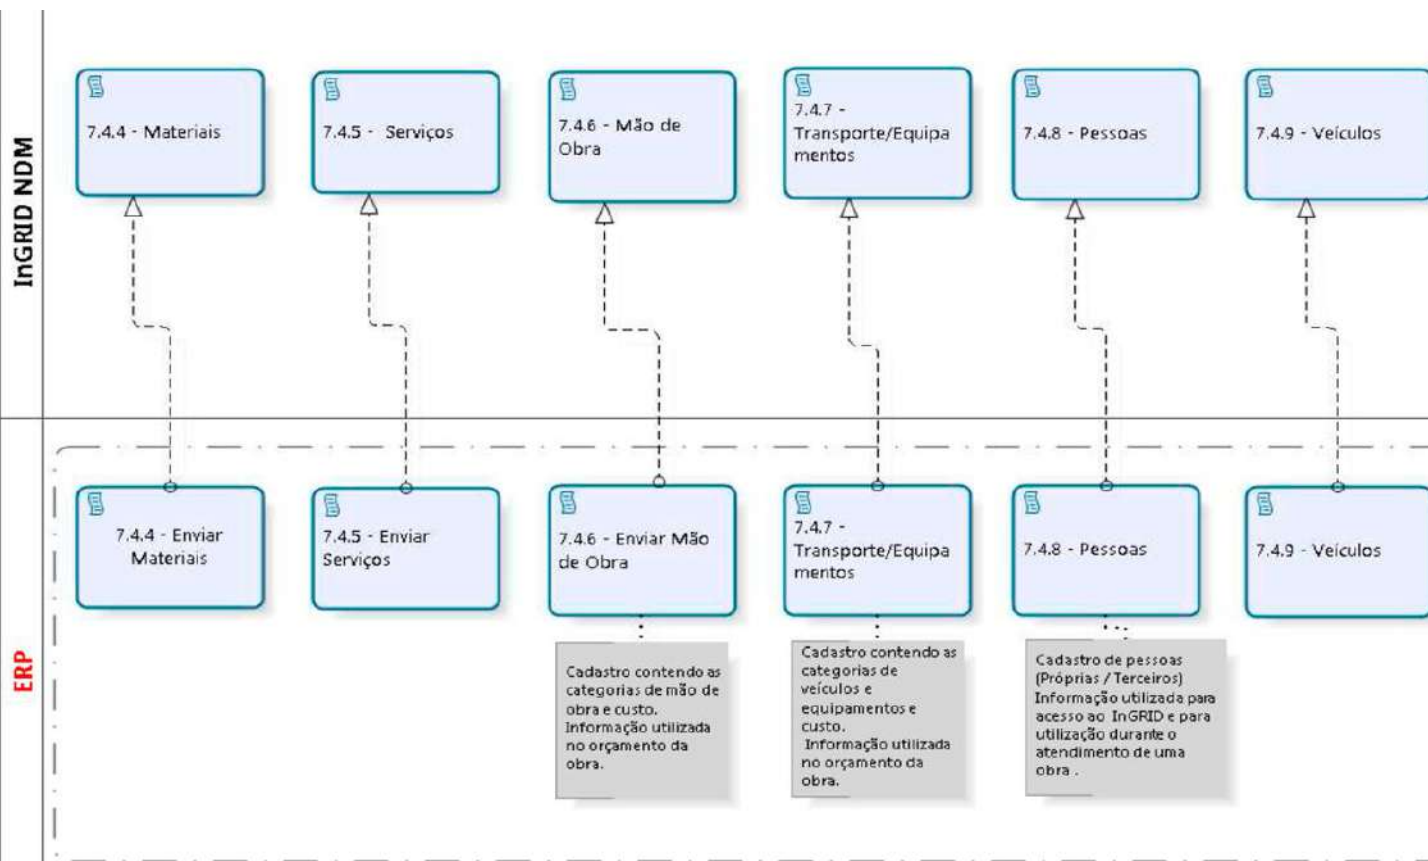 InGRID NDM
7.4.4 - Materiais
7.4.5 - Serviços
7.4.6 - Mão de
Obra
7.4.7 -
Transporte/Equipa
mentos
7.4.8 - Pessoas
7.4.9 - Veículos
ERP
7.4.4 - Enviar
Materiais
7.4.5 - Enviar
Serviços
7.4.6 - Enviar Mão
de Obra
7.4.7 -
Transporte/Equipa
mentos
7.4.8 - Pessoas
7.4.9 - Veículos
Cadastro contendo as
categorias de mão de
obra e custo.
Informação utilizada
no orçamento da
obra.
Cadastro contendo as
categorias de
veículos e
equipamentos e
custo.
Informação utilizada
no orçamento da
obra.
Cadastro de pessoas
(Próprias / Terceiros)
Informação utilizada para
acesso ao InGRID e para
utilização durante o
atendimento de uma
obra .